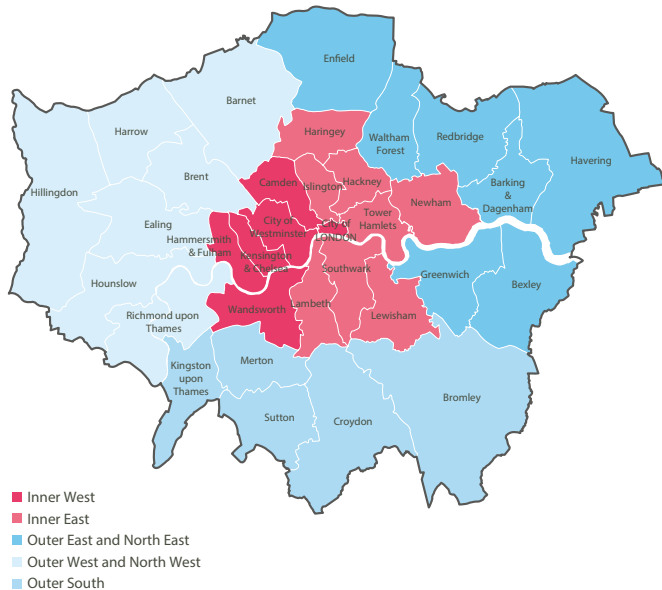 Enfield
Barnet
Harrow
Haringey
Waltham
Forest
Redbridge
Havering
Hillingdon
Brent
Camden
Islington
Hackney
Newham
Barking
&
Dagenham
Ealing
Hammersmith
& Fulham
City of
Westminster
City of
LONDON
Tower
Hamlets
Kensington
& Chelsea
Hounslow
Southwark
Greenwich
Bexley
Richmond upon
Thames
Wandsworth
Lambeth
Lewisham
Kingston
upon
Thames
Merton
Bromley
Sutton
Croydon
Inner West
Inner East
Outer East and North East
Outer West and North West
Outer South